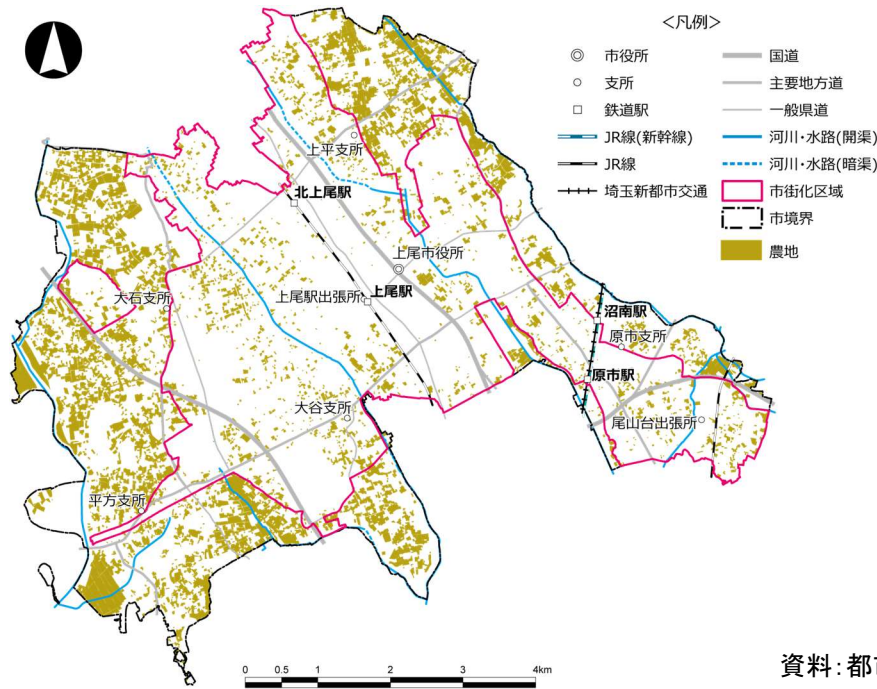 <凡例>
市役所
支所
鉄道駅
JR線(新幹線)
JR線
埼玉新都市交通
国道
主要地方道
一般県道
河川・水路(開渠)
河川・水路(暗渠)
市街化区域
市境界
農地
上平支所
北上尾駅
上尾市役所
上尾駅出張所
上尾駅
大石支所
沼南駅
原市支所
原市駅
大谷支所
尾山台出張所
平方支所
0 0.5 1 2 3 4km
資料:都